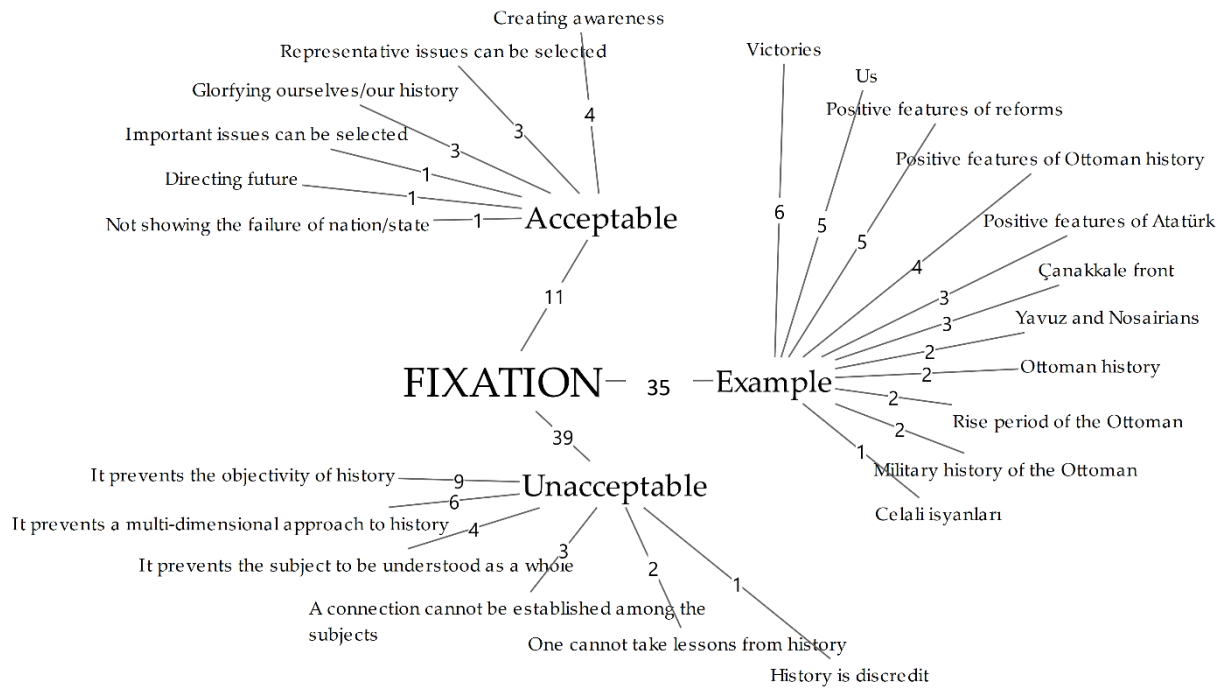 Creating awareness
Representative issues can be selected
Glorfying ourselves/our history
Important issues can be selected
Directing future
Not showing the failure of nation/state
4
3
3
1
1
1
Acceptable
11
FIXATION
35
Example
Victories
Us
Positive features of reforms
Positive features of Ottoman history
Positive features of Atatürk
Çanakkale front
Yavuz and Nosairians
Ottoman history
Rise period of the Ottoman
Military history of the Ottoman
Celali isyanları
6
5
5
4
3
3
2
2
2
2
1
39
Unacceptable
It prevents the objectivity of history
It prevents a multi-dimensional approach to history
It prevents the subject to be understood as a whole
A connection cannot be established among the
subjects
One cannot take lessons from history
History is discredit
9
6
4
3
2
1